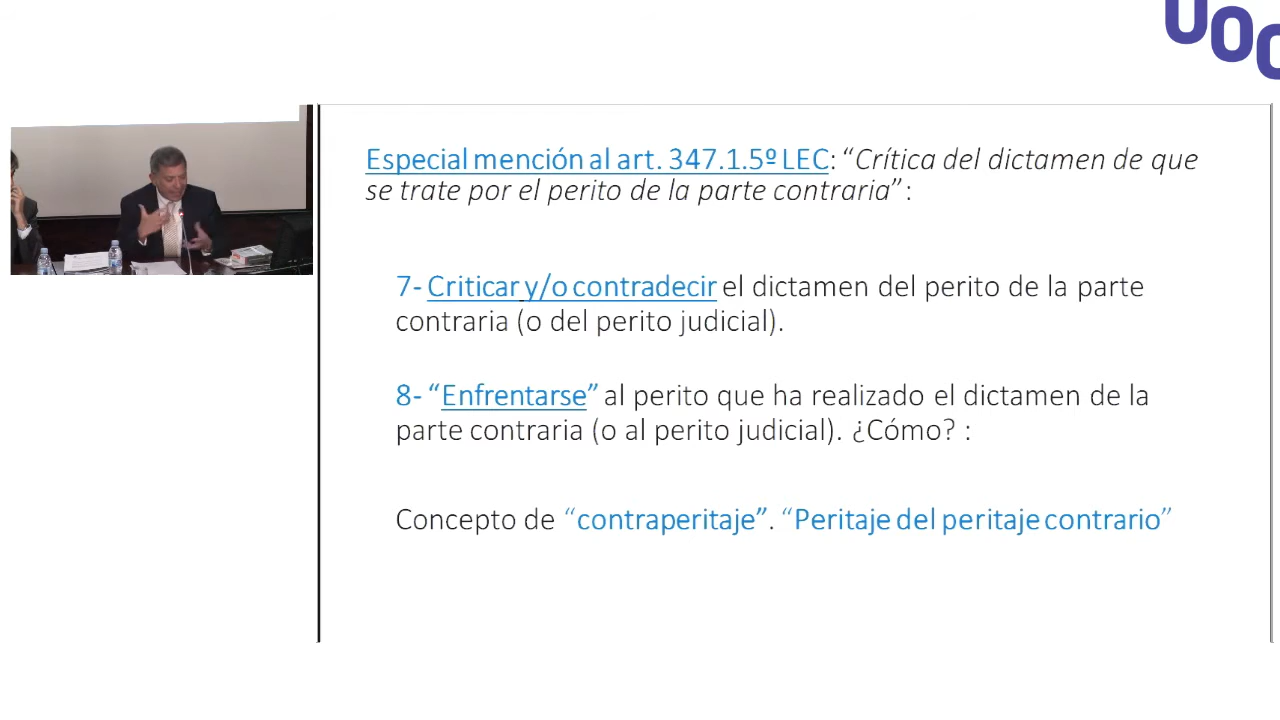 UOC
Especial mención al art. 347.1.5º LEC: “Crítica del dictamen de que
se trate por el perito de la parte contraria”:
7- Criticar y/o contradecir el dictamen del perito de la parte
contraria (o del perito judicial).
8- “Enfrentarse” al perito que ha realizado el dictamen de la
parte contraria (o al perito judicial). ¿Cómo? :
Concepto de “contraperitaje”. “Peritaje del peritaje contrario”